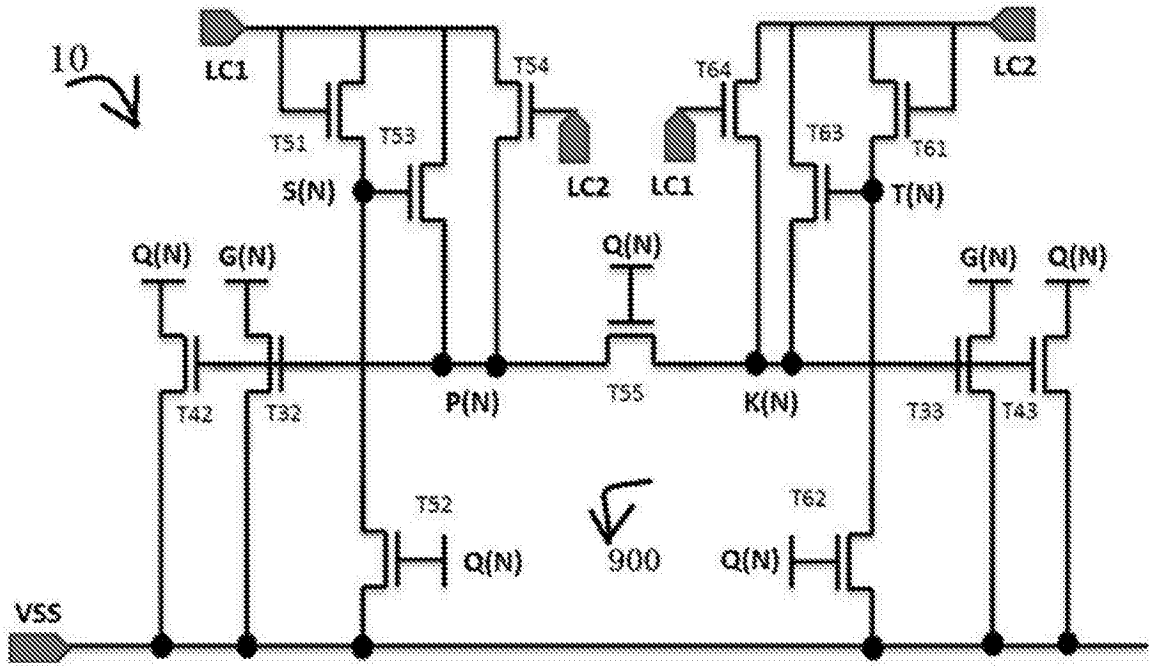 10
LC1
T54
T64
LC2
T51
T53
T63
T61
S(N)
LC2
LC1
T(N)
Q(N)
G(N)
Q(N)
G(N)
Q(N)
T42
T32
P(N)
T55
K(N)
T33
T43
T52
T62
Q(N)
900
Q(N)
VSS